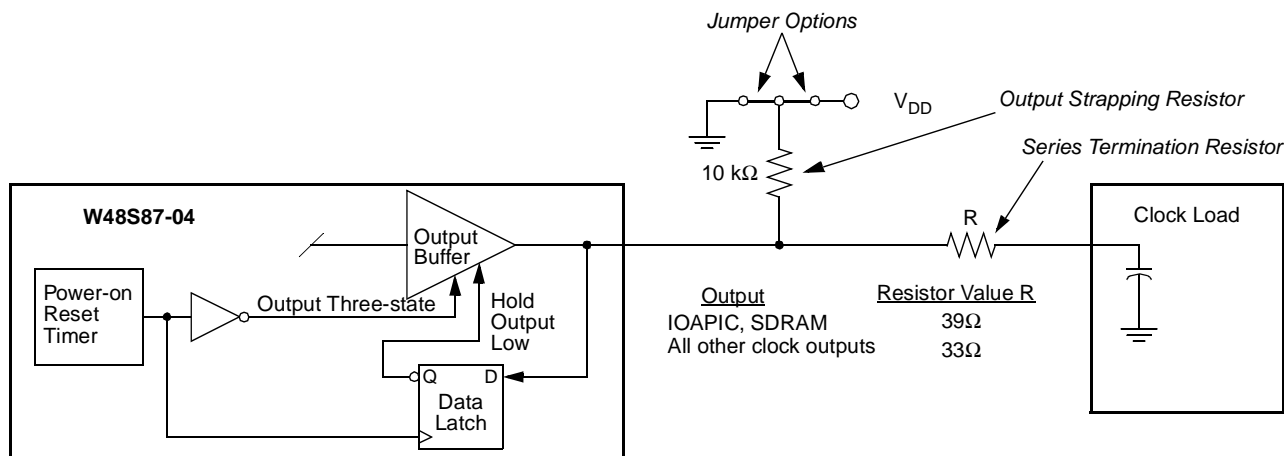 Jumper Options
V_DD
Output Strapping Resistor
10 kΩ
Series Termination Resistor
W48S87-04
Output
Buffer
R
Clock Load
Power-on
Reset
Timer
Output Three-state
Hold
Output
Low
Q
D
Data
Latch
Output
Resistor Value R
IOAPIC, SDRAM
39Ω
All other clock outputs
33Ω